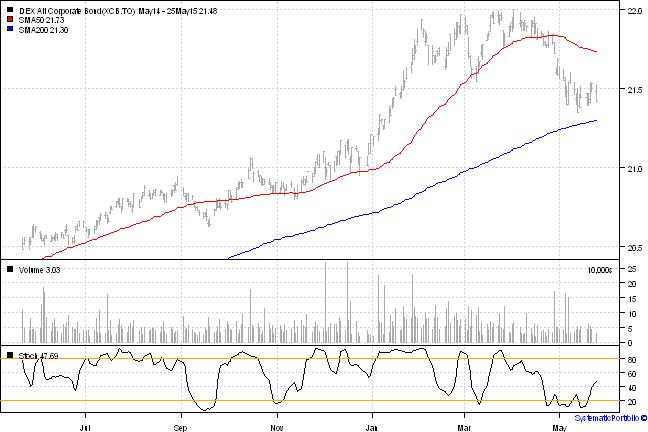 DEX All Corporate Bond(XCB.TO) May14 - 25May15 21.48
SMA50 21.73
SMA200 21.30
22.0
21.5
21.0
20.5
Volume 3.03
10,000s
25
20
15
10
5
0
Stoch 47.69
80
60
40
20
Jul
Sep
Nov
Jan
Mar
May
SystematicPortfolio ©